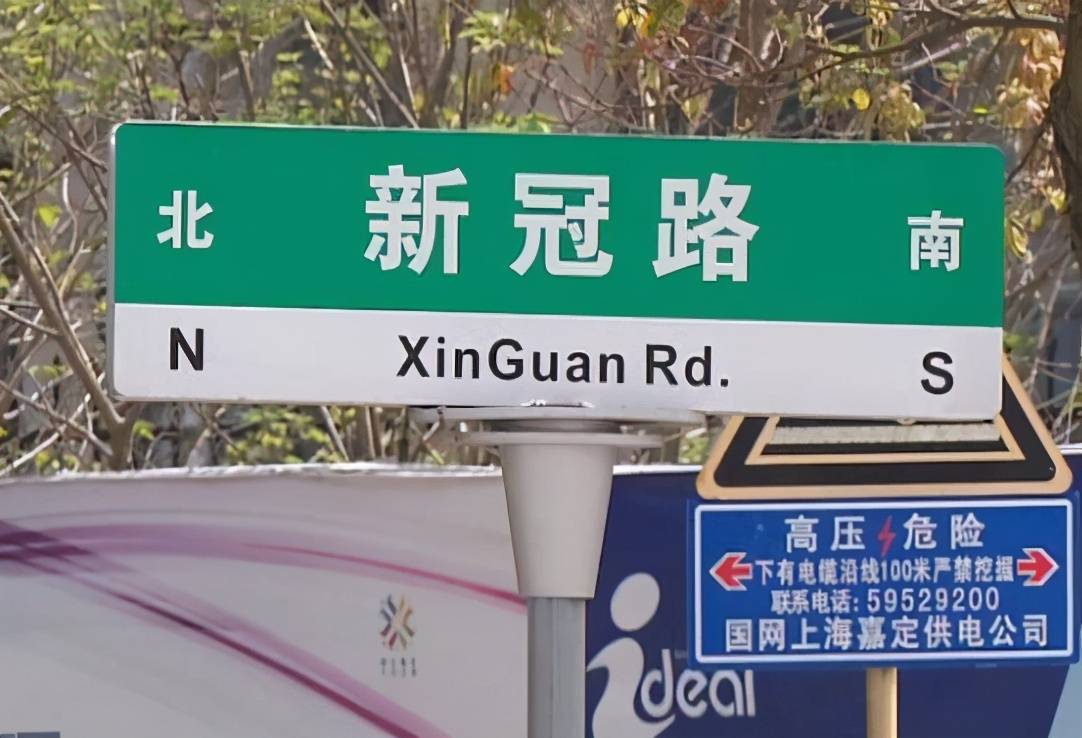 北 新冠路 南
N XinGuan Rd. S
高压危险
下有电缆沿线100米严禁挖掘
联系电话:59529200
国网上海嘉定供电公司
ideal